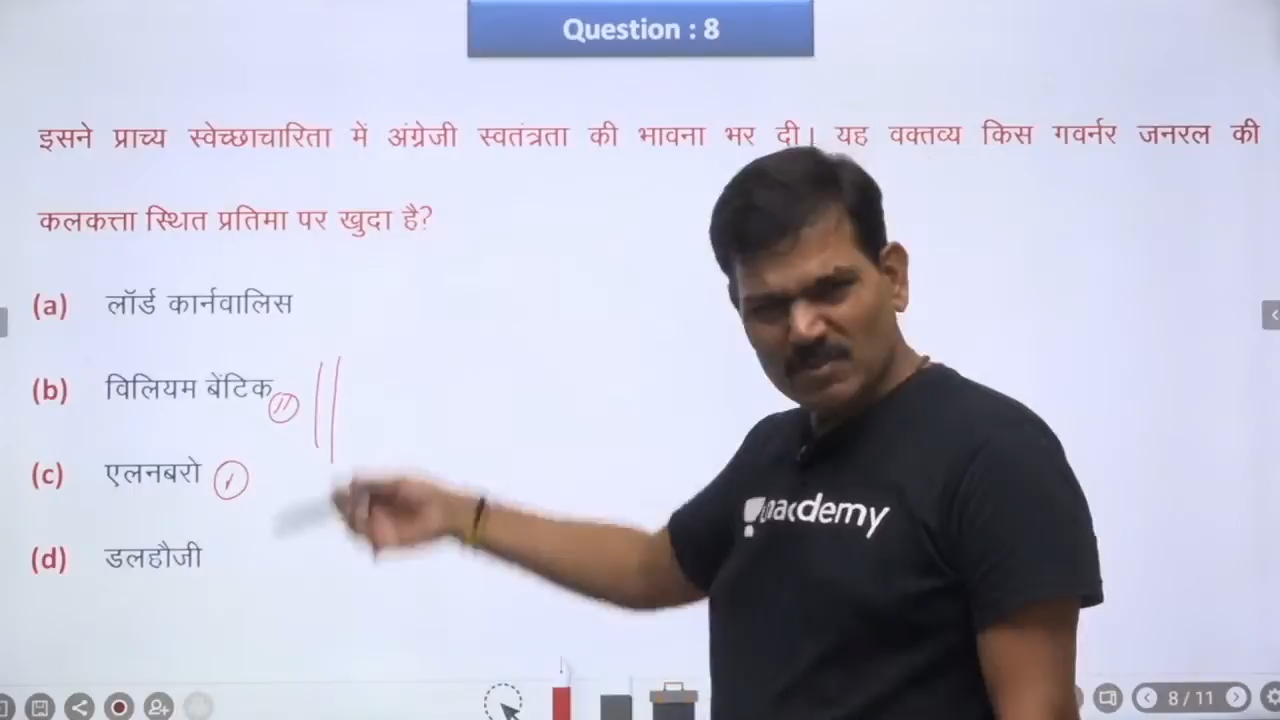 Question : 8
इसने प्राच्य स्वेच्छाचारिता में अंग्रेजी स्वतंत्रता की भावना भर दी। यह वक्तव्य किस गवर्नर जनरल की
कलकत्ता स्थित प्रतिमा पर खुदा है?
(a) लॉर्ड कार्नवालिस
(b) विलियम बेंटिक
(c) एलनबरो
(d) डलहौजी
unacdemy
8 / 11